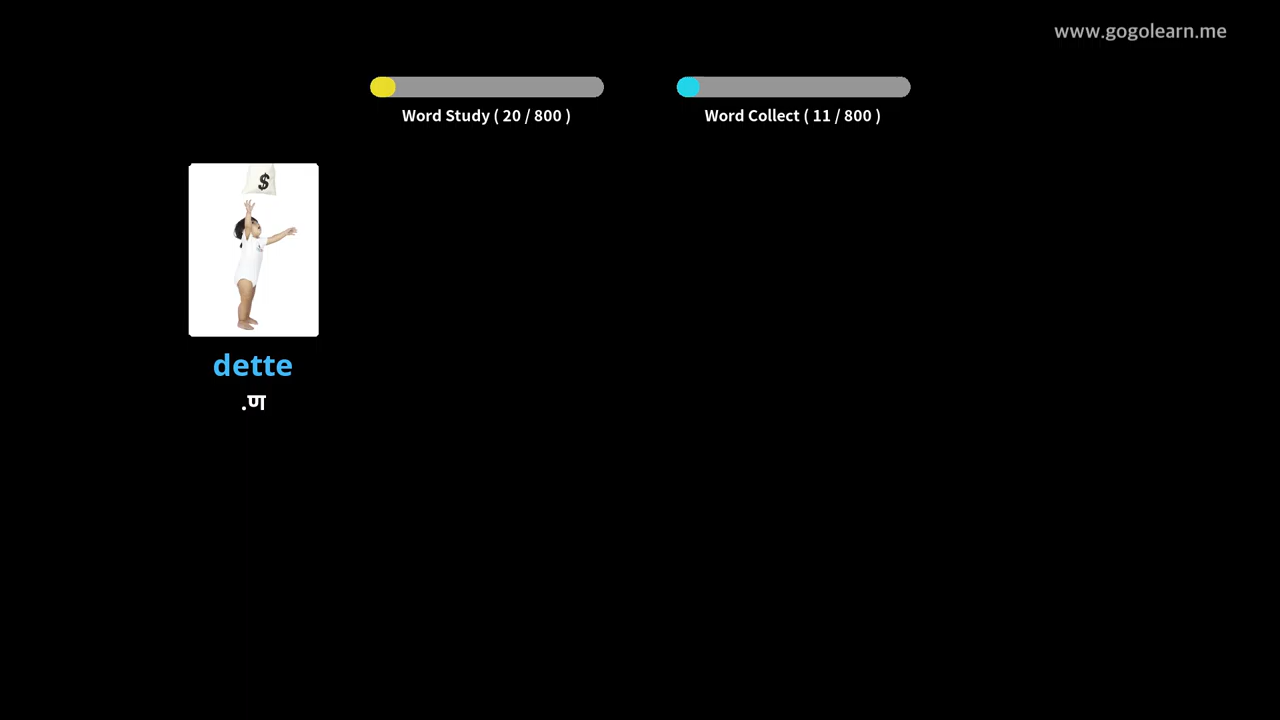 www.gogolearn.me
Word Study ( 20 / 800 )
Word Collect ( 11 / 800 )
$
dette
.ण